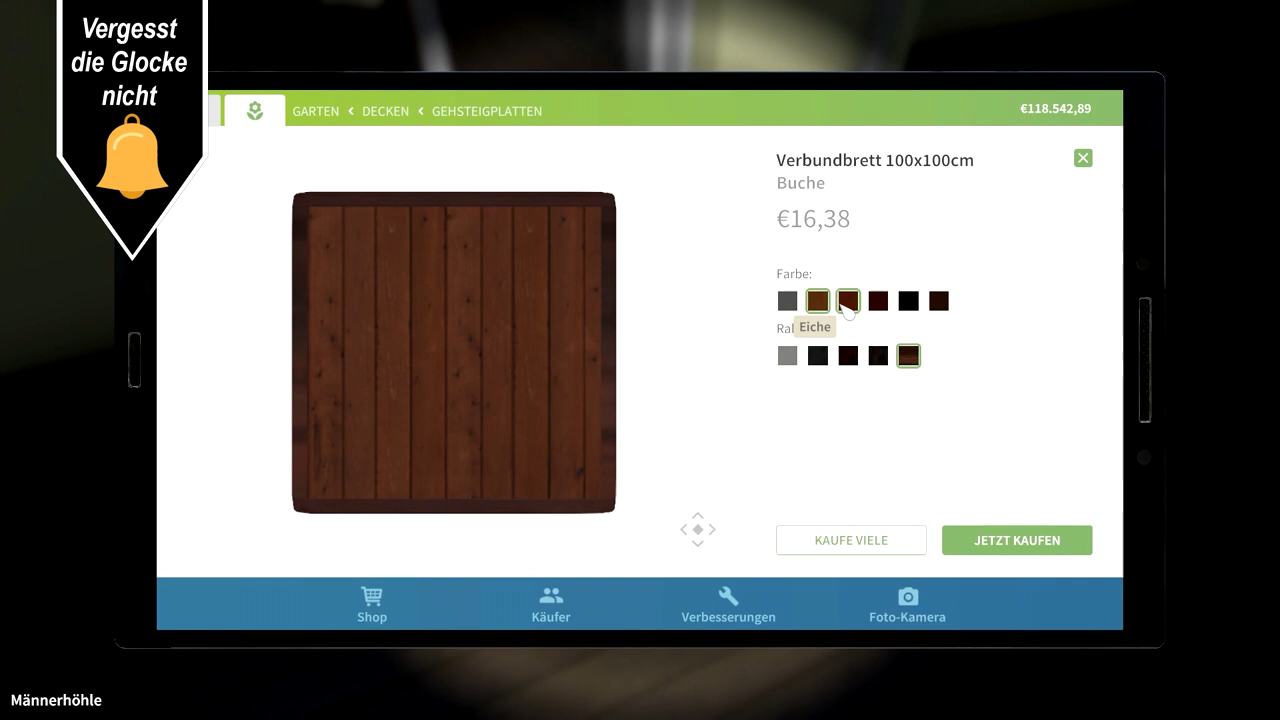 Vergesst
die Glocke
nicht
GARTEN < DECKEN < GEHSTEIGPLATTEN
€118.542,89
Verbundbrett 100x100cm
Buche
€16,38
Farbe:
Eiche
KAUFE VIELE
JETZT KAUFEN
Shop
Käufer
Verbesserungen
Foto-Kamera
Männerhöhle